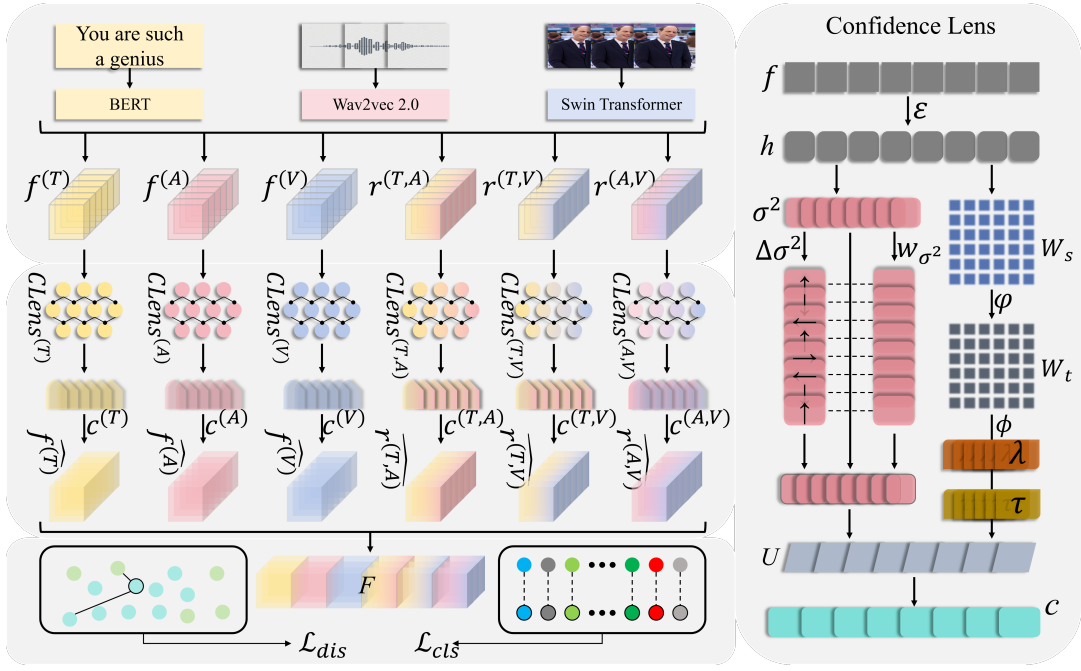 You are such
a genius
BERT
Wav2vec 2.0
Swin Transformer
f^(T)
f^(A)
f^(V)
r^(T,A)
r^(T,V)
r^(A,V)
CLens(T)
CLens(A)
CLens(V)
CLens(T,A)
CLens(T,V)
CLens(A,V)
c^(T)
c^(A)
c^(V)
c^(T,A)
c^(T,V)
c^(A,V)
f^(T)
f^(A)
f^(V)
r^(T,A)
r^(T,V)
r^(A,V)
F
ℒ_dis
ℒ_cls
Confidence Lens
f
ε
h
σ²
Δσ²
w_σ²
W_s
φ
W_t
ϕ
λ
τ
U
c